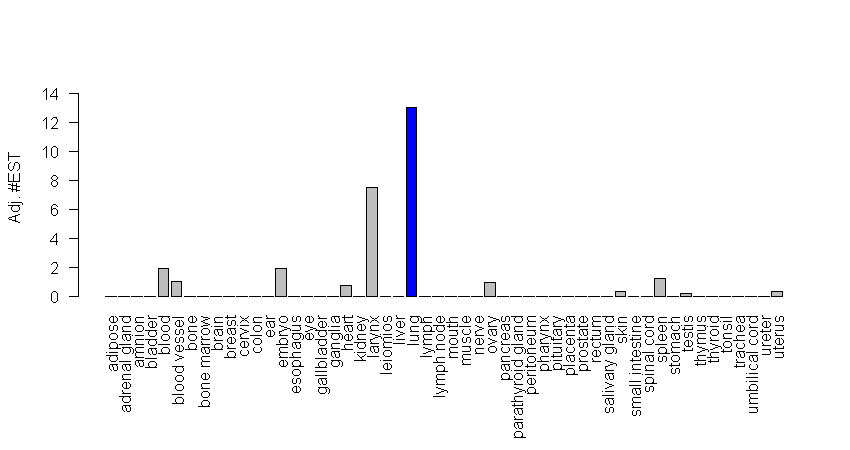 Adj. #EST
14
12
10
8
6
4
2
0
adipose
adrenal gland
amnion
bladder
blood
blood vessel
bone
bone marrow
brain
breast
cervix
colon
ear
embryo
esophagus
eye
gallbladder
ganglia
heart
kidney
larynx
leiomios
liver
lung
lymph
lymph node
mouth
muscle
nerve
ovary
pancreas
parathyroid gland
peritoneum
pharynx
pituitary
placenta
prostate
rectum
salivary gland
skin
small intestine
spinal cord
spleen
stomach
testis
thymus
thyroid
tonsil
trachea
umbilical cord
ureter
uterus